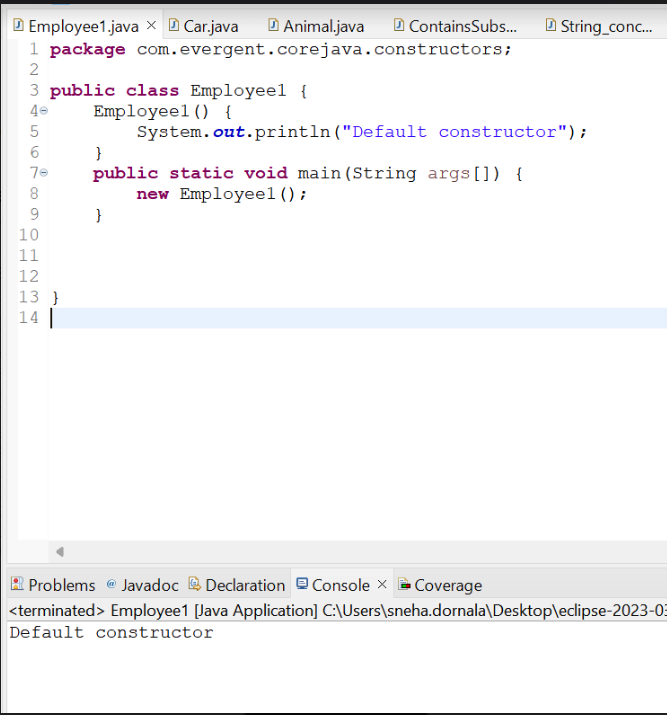 Employee1.java Car.java Animal.java ContainsSubs... String_conc...
1 package com.evergent.corejava.constructors;
2
3 public class Employee1 {
4 Employee1() {
5 System.out.println("Default constructor");
6 }
7 public static void main(String args[]) {
8 new Employee1();
9 }
10
11
12
13 }
14
Problems @ Javadoc Declaration Console Coverage
<terminated> Employee1 [Java Application] C:\Users\sneha.dornala\Desktop\eclipse-2023-03
Default constructor